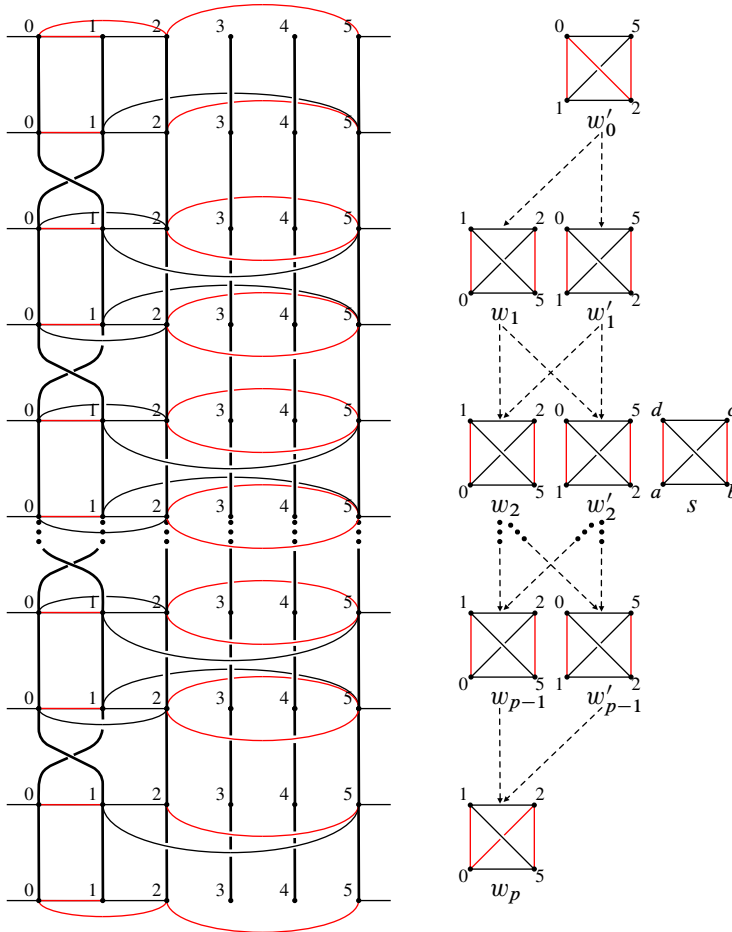 0 1 2 3 4 5 0 5
1 2
0 1 2 3 4 5 w′₀
0 1 2 3 4 5 1 2 0 5
0 5 1 2
0 1 2 3 4 5 w₁ w′₁
0 1 2 3 4 5 1 2 0 5 d c
0 5 1 2 a b
0 1 2 3 4 5 w₂ w′₂ s
0 1 2 3 4 5 1 2 0 5
0 5 1 2
0 1 2 3 4 5 wₚ₋₁ w′ₚ₋₁
0 1 2 3 4 5 1 2
0 5
0 1 2 3 4 5 wₚ